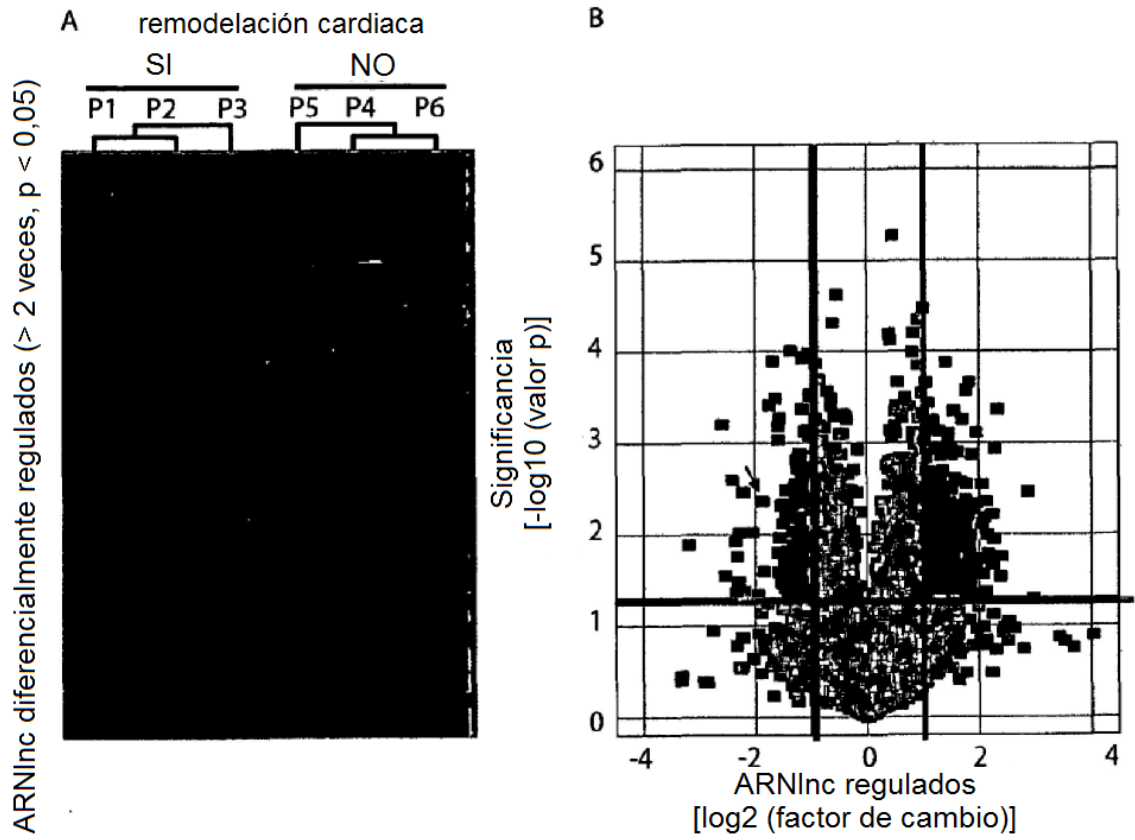 A
remodelación cardiaca
SI NO
P1 P2 P3 P5 P4 P6
ARNlnc diferencialmente regulados (> 2 veces, p < 0,05)
B
Significancia
[-log10 (valor p)]
6
5
4
3
2
1
0
-4 -2 0 2 4
ARNlnc regulados
[log2 (factor de cambio)]